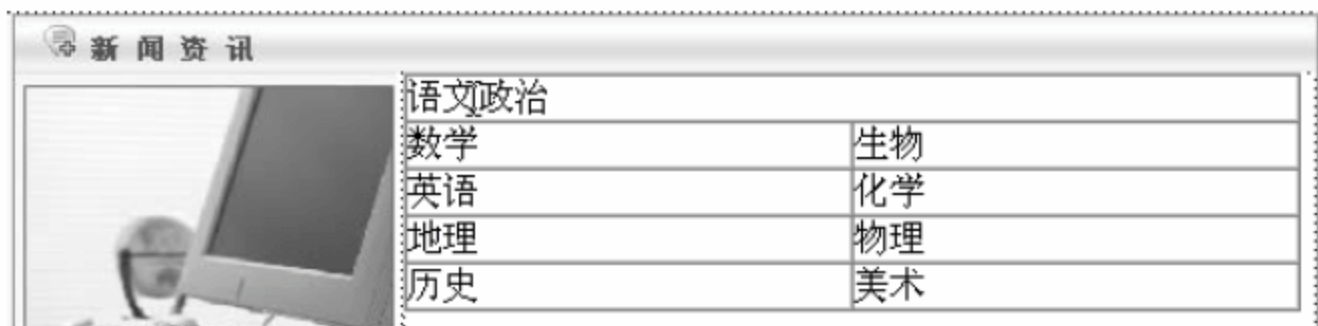 新闻资讯
语文政治
数学 生物
英语 化学
地理 物理
历史 美术